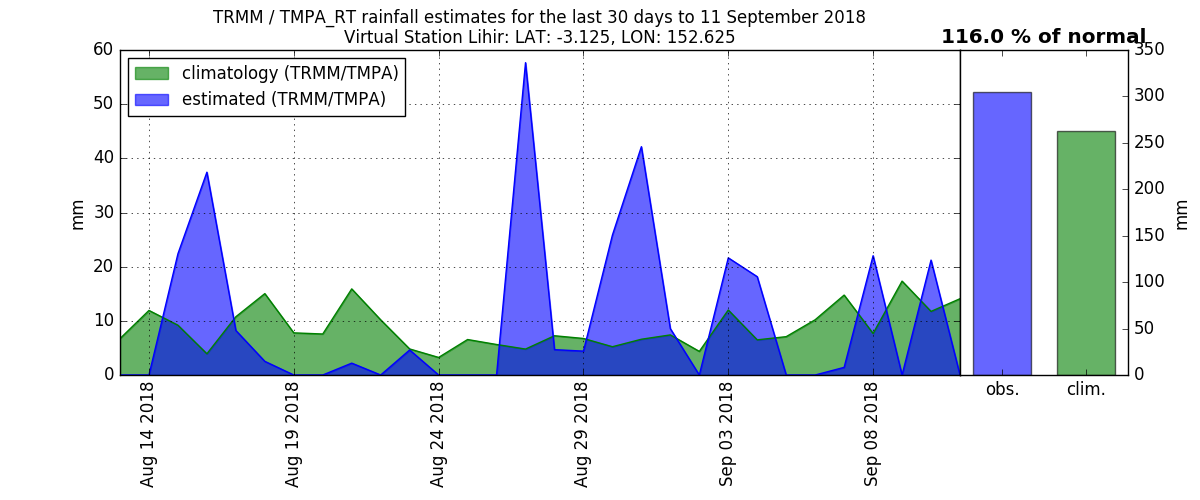 TRMM / TMPA_RT rainfall estimates for the last 30 days to 11 September 2018
Virtual Station Lihir: LAT: -3.125, LON: 152.625
116.0 % of normal
climatology (TRMM/TMPA)
estimated (TRMM/TMPA)
mm
60
50
40
30
20
10
0
Aug 14 2018
Aug 19 2018
Aug 24 2018
Aug 29 2018
Sep 03 2018
Sep 08 2018
obs.
clim.
350
300
250
200
150
100
50
0
mm